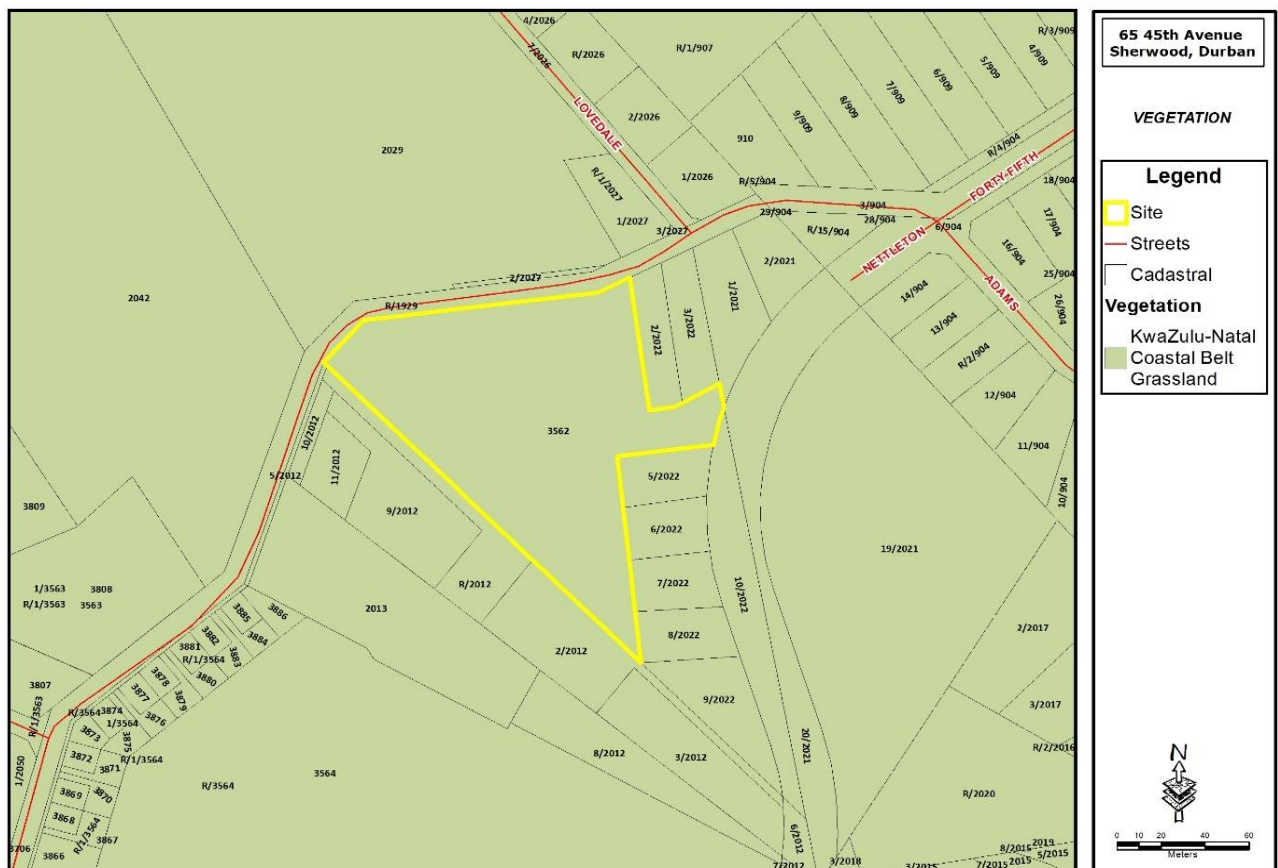 4/2026
7/2026
R/2026
R/1/907
R/3/909
4/909
5/909
6/909
7/909
8/909
9/909
LOVEDALE
2/2026
910
R/4/904
2029
1/2026
R/5/904
FORTY-FIFTH
18/904
R/1/2027
1/2027
3/2027
29/904
3/904
28/904
R/15/904
6/904
17/904
16/904
NETTLETON
2/2021
25/904
2/2027
1/2021
ADAMS
26/904
2042
R/1929
14/904
3/2022
2/2022
13/904
R/2/904
12/904
3562
10/2012
11/2012
5/2012
5/2022
11/904
10/904
3809
9/2012
6/2022
19/2021
1/3563
3808
R/1/3563
3563
R/2012
7/2022
10/2022
2013
3886
3885
3884
3882
3883
3881
R/1/3564
3880
8/2022
2/2017
2/2012
3878
3877
3879
3807
9/2022
3/2017
R/1/3563
R/3564
3874
1/3564
3876
3873
3875
20/2021
R/2/2016
3872
3871
R/1/3564
8/2012
3/2012
1/2050
3564
R/3564
3869
3870
R/2020
3868
R/1/3564
3867
6/2012
2019
8/2015
5/2015
2015
3706
3866
7/2012
3/2018
3/2015
7/2015
65 45th Avenue
Sherwood, Durban
VEGETATION
Legend
Site
Streets
Cadastral
Vegetation
KwaZulu-Natal
Coastal Belt
Grassland
N
0 10 20 40 60
Meters